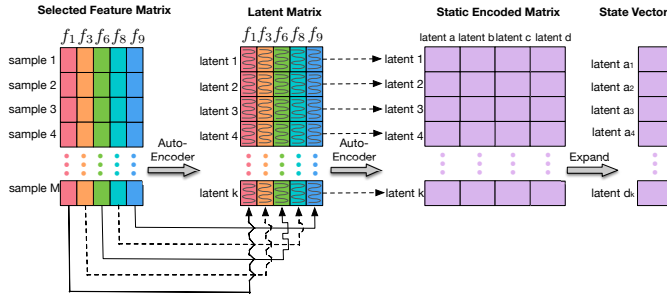 Selected Feature Matrix
Latent Matrix
Static Encoded Matrix
State Vector
f1 f3 f6 f8 f9
f1 f3 f6 f8 f9
latent a latent b latent c latent d
sample 1
sample 2
sample 3
sample 4
sample M
Auto-
Encoder
latent 1
latent 2
latent 3
latent 4
latent k
Auto-
Encoder
latent 1
latent 2
latent 3
latent 4
latent k
Expand
latent a1
latent a2
latent a3
latent a4
latent dk